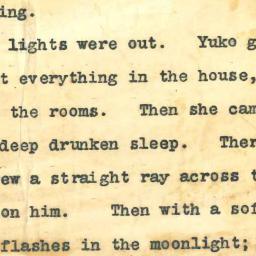 ing.
lights were out. Yuko g
t everything in the house,
the rooms. Then she cam
deep drunken sleep. Ther
ew a straight ray across t
on him. Then with a sof
flashes in the moonlight;